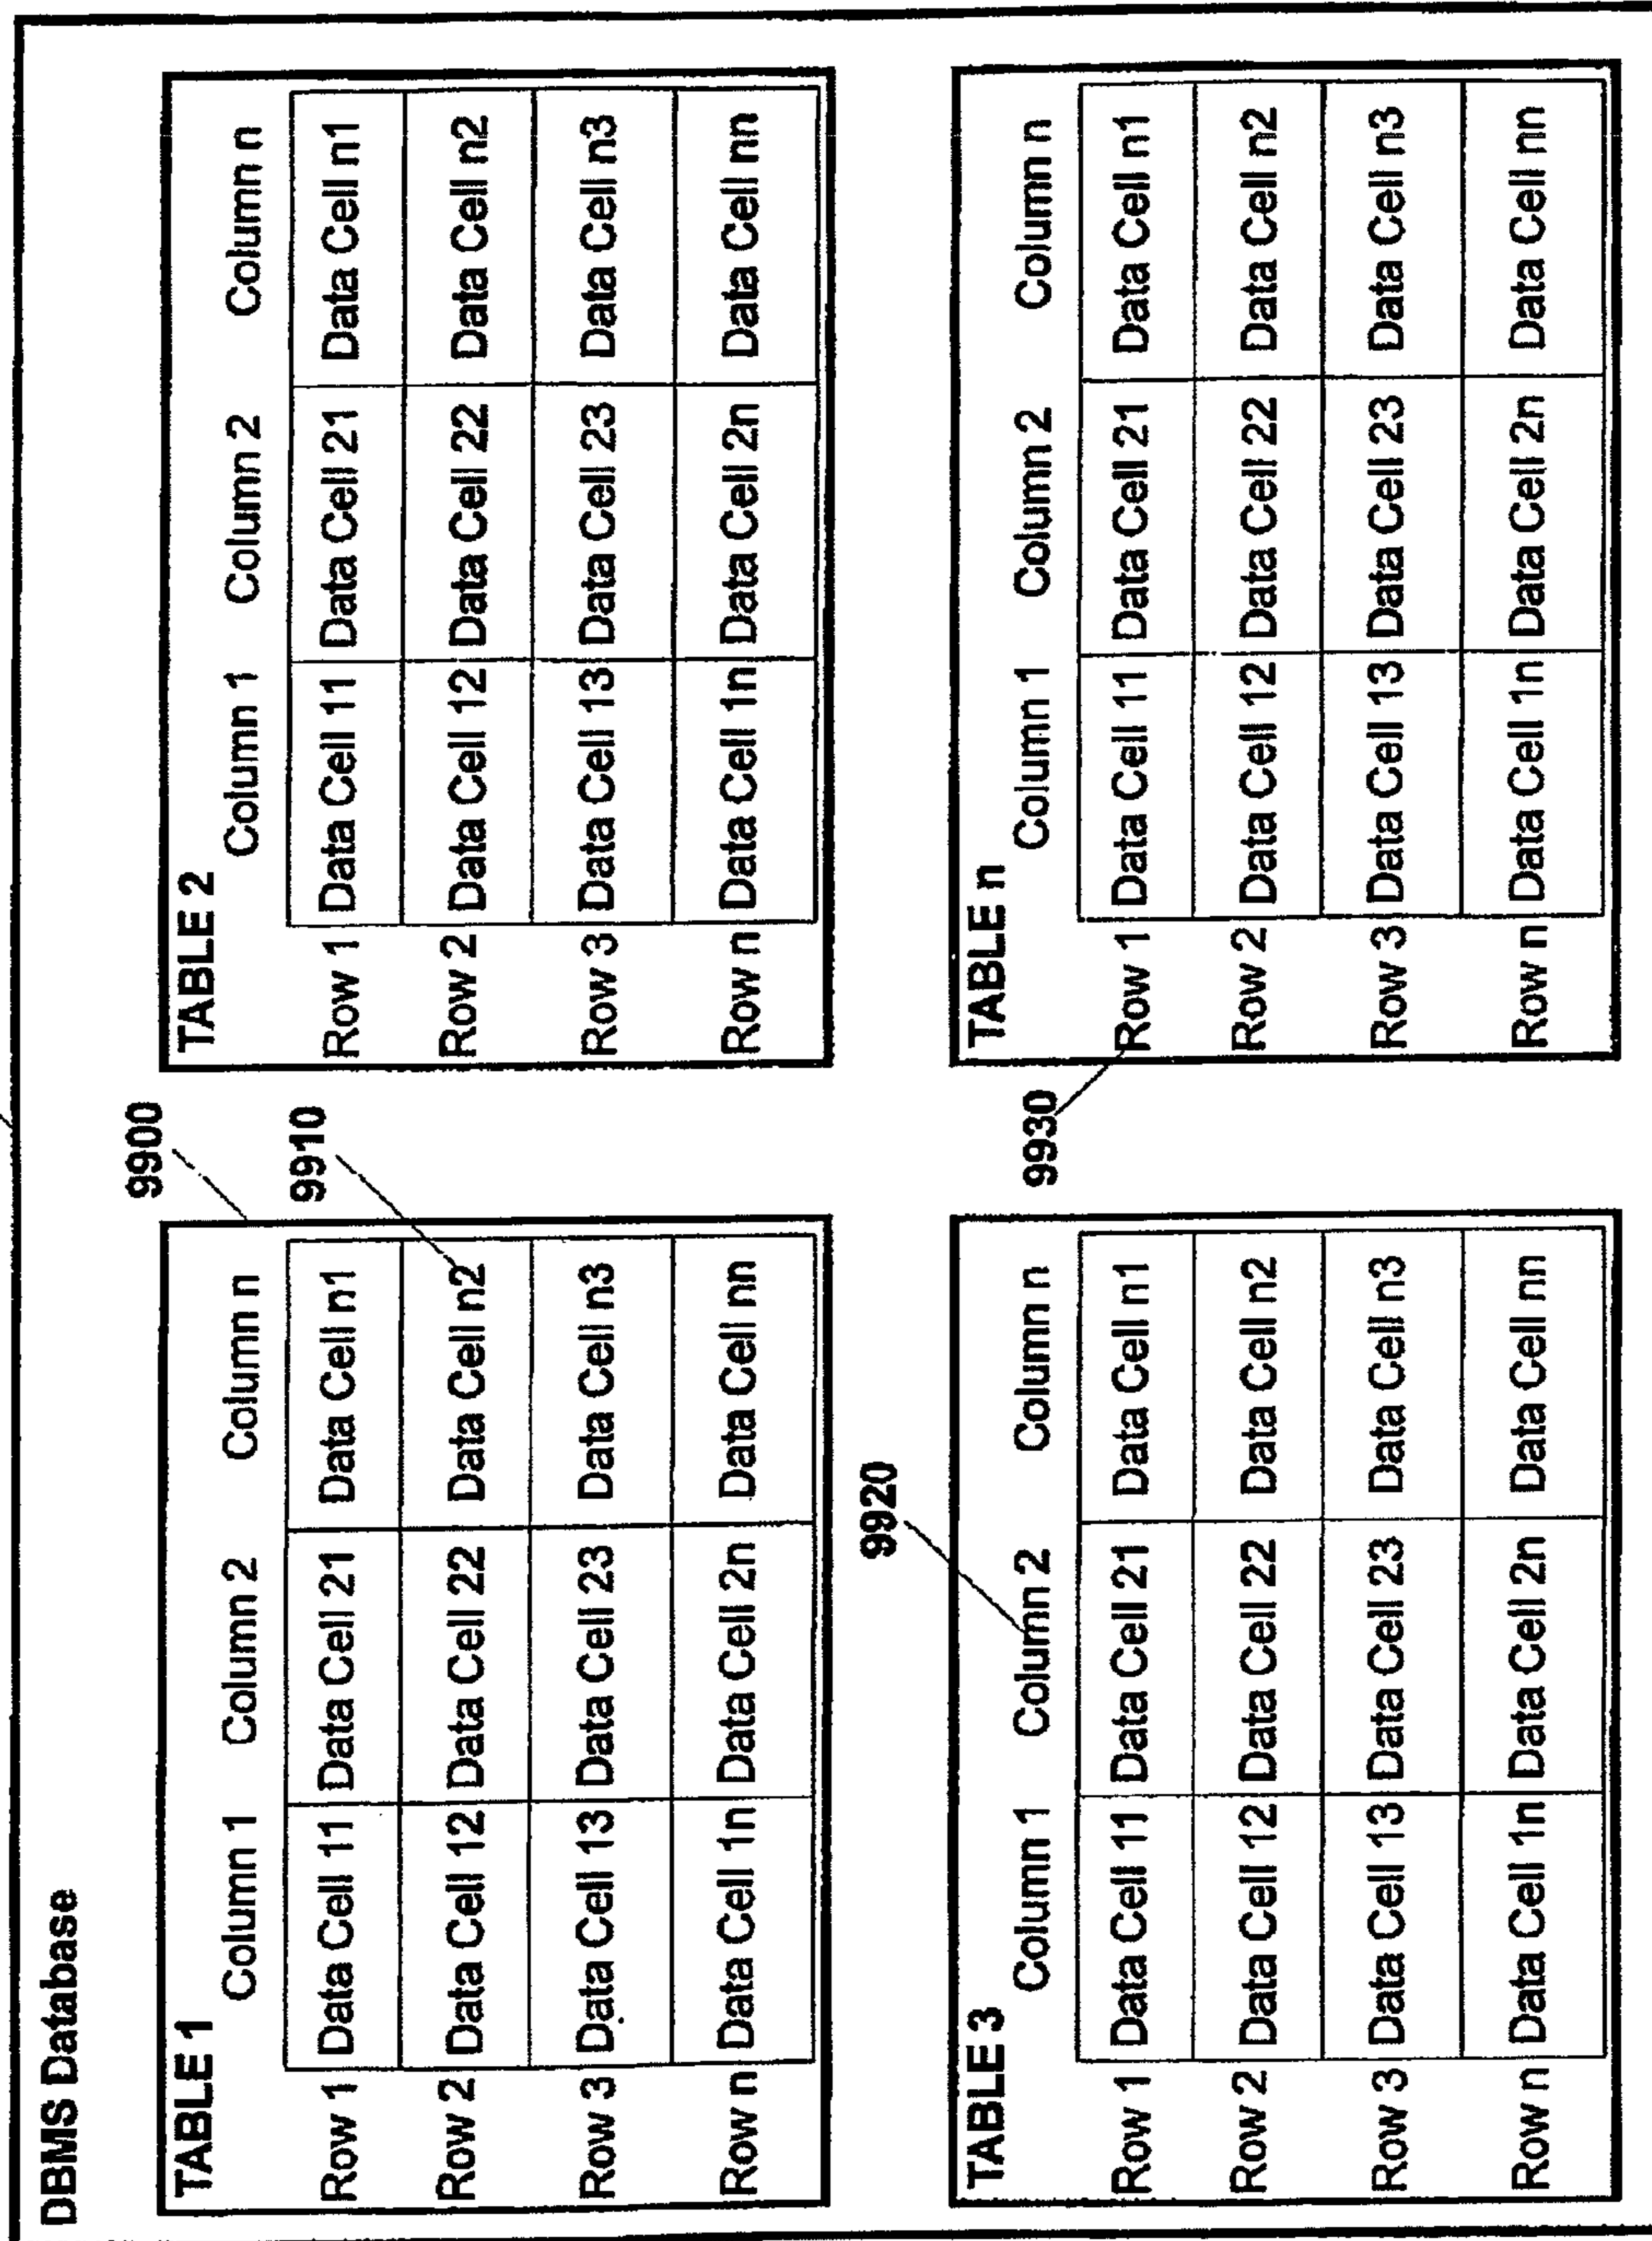 DBMS Database
9900
TABLE 1
Column 1 Column 2 Column n
9910
Row 1 Data Cell 11 Data Cell 21 Data Cell n1
Row 2 Data Cell 12 Data Cell 22 Data Cell n2
Row 3 Data Cell 13 Data Cell 23 Data Cell n3
Row n Data Cell 1n Data Cell 2n Data Cell nn
TABLE 2
Column 1 Column 2 Column n
Row 1 Data Cell 11 Data Cell 21 Data Cell n1
Row 2 Data Cell 12 Data Cell 22 Data Cell n2
Row 3 Data Cell 13 Data Cell 23 Data Cell n3
Row n Data Cell 1n Data Cell 2n Data Cell nn
9920
TABLE 3
Column 1 Column 2 Column n
Row 1 Data Cell 11 Data Cell 21 Data Cell n1
Row 2 Data Cell 12 Data Cell 22 Data Cell n2
Row 3 Data Cell 13 Data Cell 23 Data Cell n3
Row n Data Cell 1n Data Cell 2n Data Cell nn
9930
TABLE n
Column 1 Column 2 Column n
Row 1 Data Cell 11 Data Cell 21 Data Cell n1
Row 2 Data Cell 12 Data Cell 22 Data Cell n2
Row 3 Data Cell 13 Data Cell 23 Data Cell n3
Row n Data Cell 1n Data Cell 2n Data Cell nn